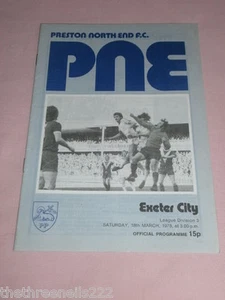 PRESTON NORTH END F.C.
PNE
Exeter City
League Division 3
SATURDAY, 18th MARCH, 1978, at 3.00 p.m.
OFFICIAL PROGRAMME 15p
thethreesnells222